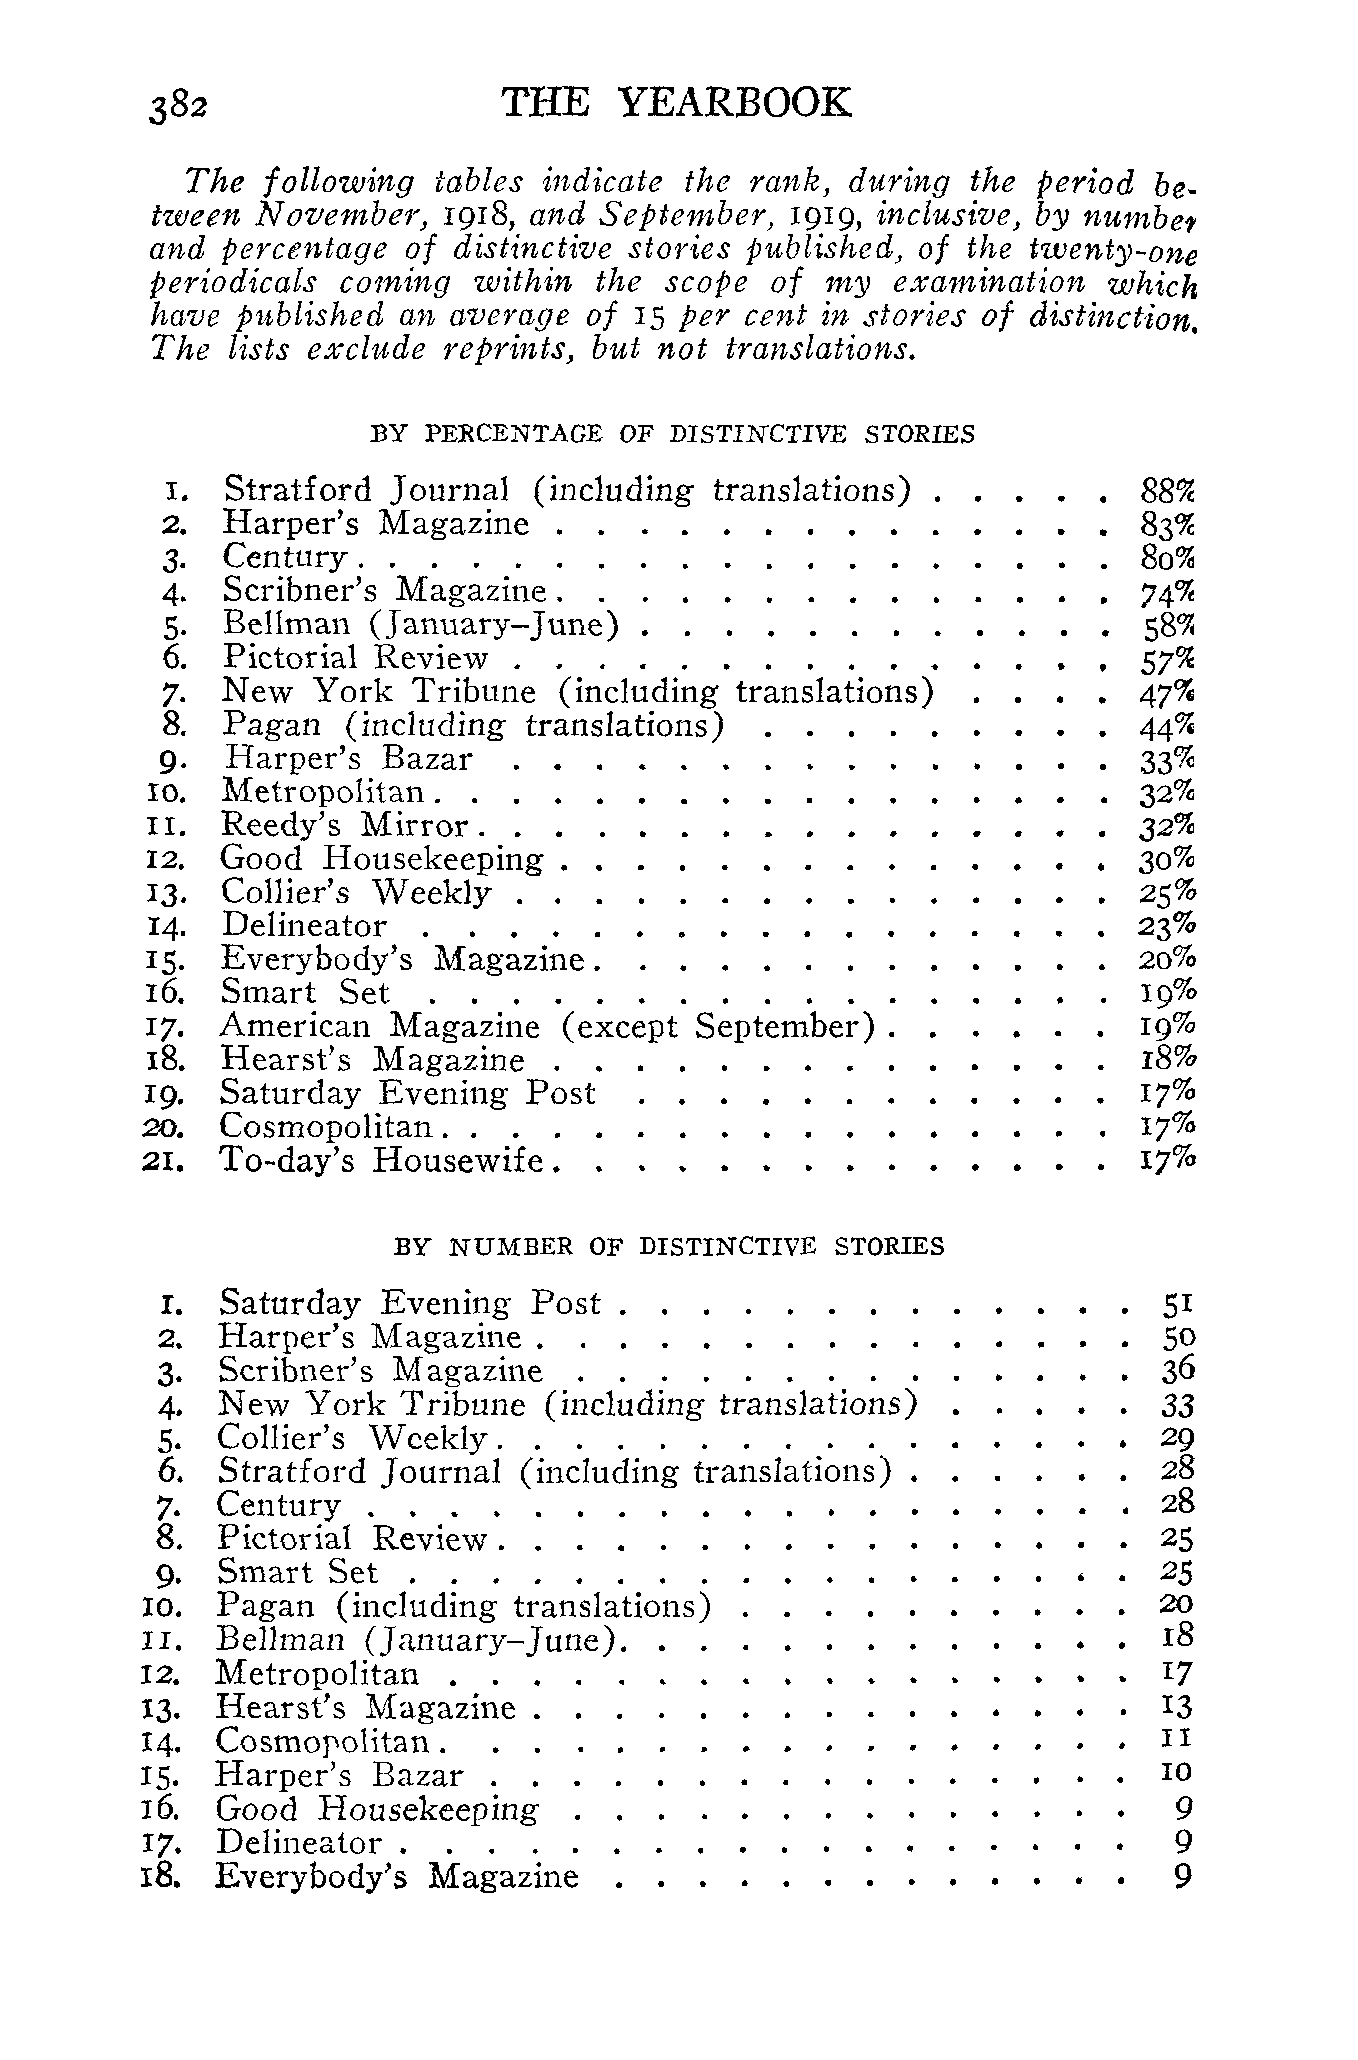 382 THE YEARBOOK
The following tables indicate the rank, during the period be-
tween November, 1918, and September, 1919, inclusive, by number
and percentage of distinctive stories published, of the twenty-one
periodicals coming within the scope of my examination which
have published an average of 15 per cent in stories of distinction.
The lists exclude reprints, but not translations.
BY PERCENTAGE OF DISTINCTIVE STORIES
1. Stratford Journal (including translations) . . . . . 88%
2. Harper's Magazine . . . . . . . . . . . . . . 83%
3. Century . . . . . . . . . . . . . . . . . . . 80%
4. Scribner's Magazine . . . . . . . . . . . . . . 74%
5. Bellman (January–June) . . . . . . . . . . . . 58%
6. Pictorial Review . . . . . . . . . . . . . . . 57%
7. New York Tribune (including translations) . . . . 47%
8. Pagan (including translations) . . . . . . . . . 44%
9. Harper's Bazar . . . . . . . . . . . . . . . 33%
10. Metropolitan . . . . . . . . . . . . . . . . . 32%
11. Reedy's Mirror . . . . . . . . . . . . . . . . 32%
12. Good Housekeeping . . . . . . . . . . . . . . 30%
13. Collier's Weekly . . . . . . . . . . . . . . . 25%
14. Delineator . . . . . . . . . . . . . . . . . 23%
15. Everybody's Magazine . . . . . . . . . . . . . 20%
16. Smart Set . . . . . . . . . . . . . . . . . 19%
17. American Magazine (except September) . . . . . . 19%
18. Hearst's Magazine . . . . . . . . . . . . . . 18%
19. Saturday Evening Post . . . . . . . . . . . . 17%
20. Cosmopolitan . . . . . . . . . . . . . . . . . 17%
21. To-day's Housewife . . . . . . . . . . . . . . 17%
BY NUMBER OF DISTINCTIVE STORIES
1. Saturday Evening Post . . . . . . . . . . . . . 51
2. Harper's Magazine . . . . . . . . . . . . . . . 50
3. Scribner's Magazine . . . . . . . . . . . . . . 36
4. New York Tribune (including translations) . . . . . 33
5. Collier's Weekly . . . . . . . . . . . . . . . . 29
6. Stratford Journal (including translations) . . . . . . 28
7. Century . . . . . . . . . . . . . . . . . . . 28
8. Pictorial Review . . . . . . . . . . . . . . . . 25
9. Smart Set . . . . . . . . . . . . . . . . . . 25
10. Pagan (including translations) . . . . . . . . . . 20
11. Bellman (January–June) . . . . . . . . . . . . . 18
12. Metropolitan . . . . . . . . . . . . . . . . . 17
13. Hearst's Magazine . . . . . . . . . . . . . . . 13
14. Cosmopolitan . . . . . . . . . . . . . . . . . 11
15. Harper's Bazar . . . . . . . . . . . . . . . . 10
16. Good Housekeeping . . . . . . . . . . . . . . 9
17. Delineator . . . . . . . . . . . . . . . . . . 9
18. Everybody's Magazine . . . . . . . . . . . . . 9